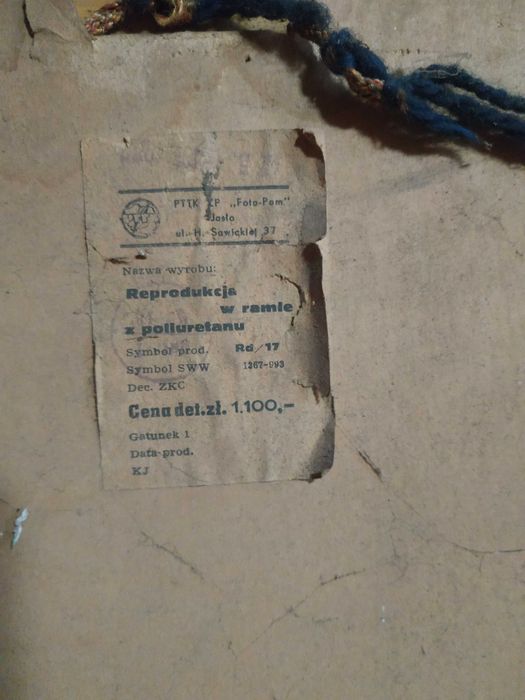 PTTK ZP „Foto-Pam"
Jasło
ul. H. Sawickiej 37
Nazwa wyrobu:
Reprodukcja
w ramie
z poliuretanu
Symbol prod. Rd/17
Symbol SWW 1367-993
Dec. ZKC
Cena det.zł. 1.100,-
Gatunek 1
Data prod.
KJ